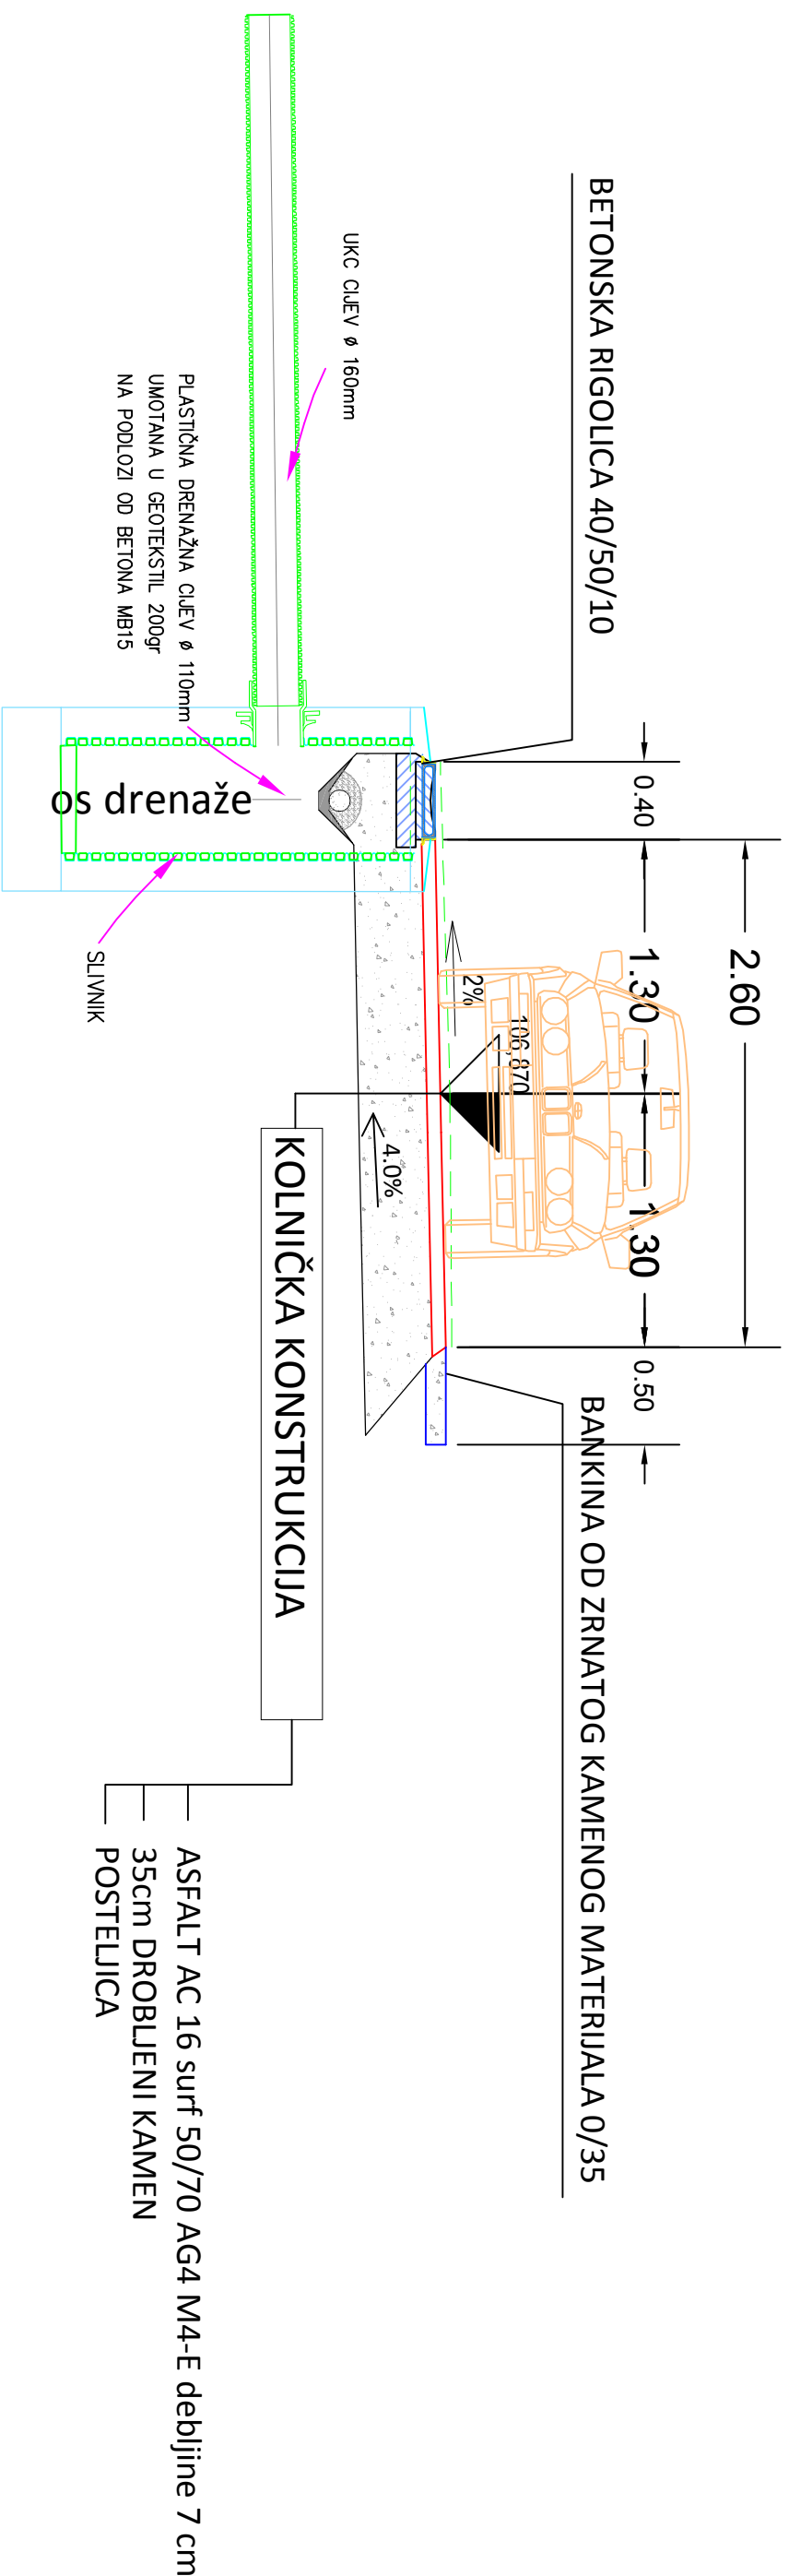 2.60
0.40
1.30
1.30
0.50
BETONSKA RIGOLICA 40/50/10
BANKINA OD ZRNATOG KAMENOG MATERIJALA 0/35
106,870
2%
4.0%
UKC CIJEV ø 160mm
PLASTIČNA DRENAŽNA CIJEV ø 110mm
UMOTANA U GEOTEKSTIL 200gr
NA PODLOZI OD BETONA MB15
os drenaže
SLIVNIK
KOLNIČKA KONSTRUKCIJA
ASFALT AC 16 surf 50/70 AG4 M4-E debljine 7 cm
35cm DROBLJENI KAMEN
POSTELJICA